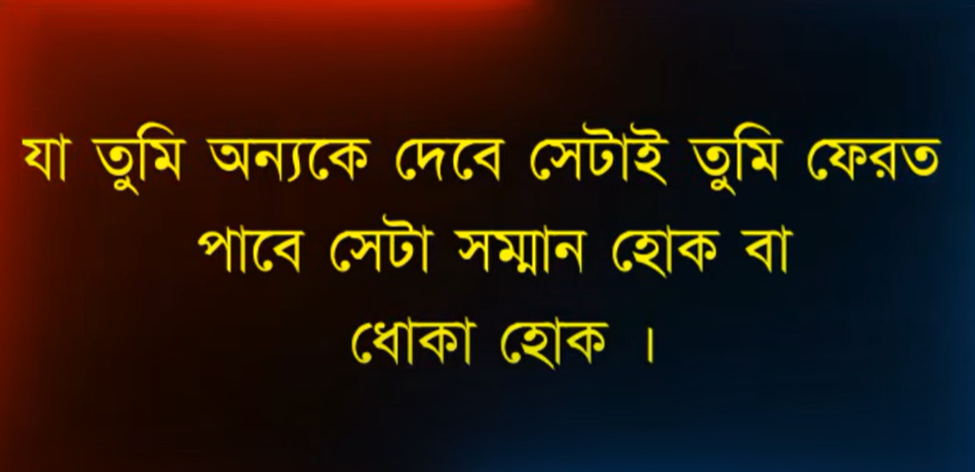 যা তুমি অন্যকে দেবে সেটাই তুমি ফেরত
পাবে সেটা সম্মান হোক বা
ধোকা হোক ।